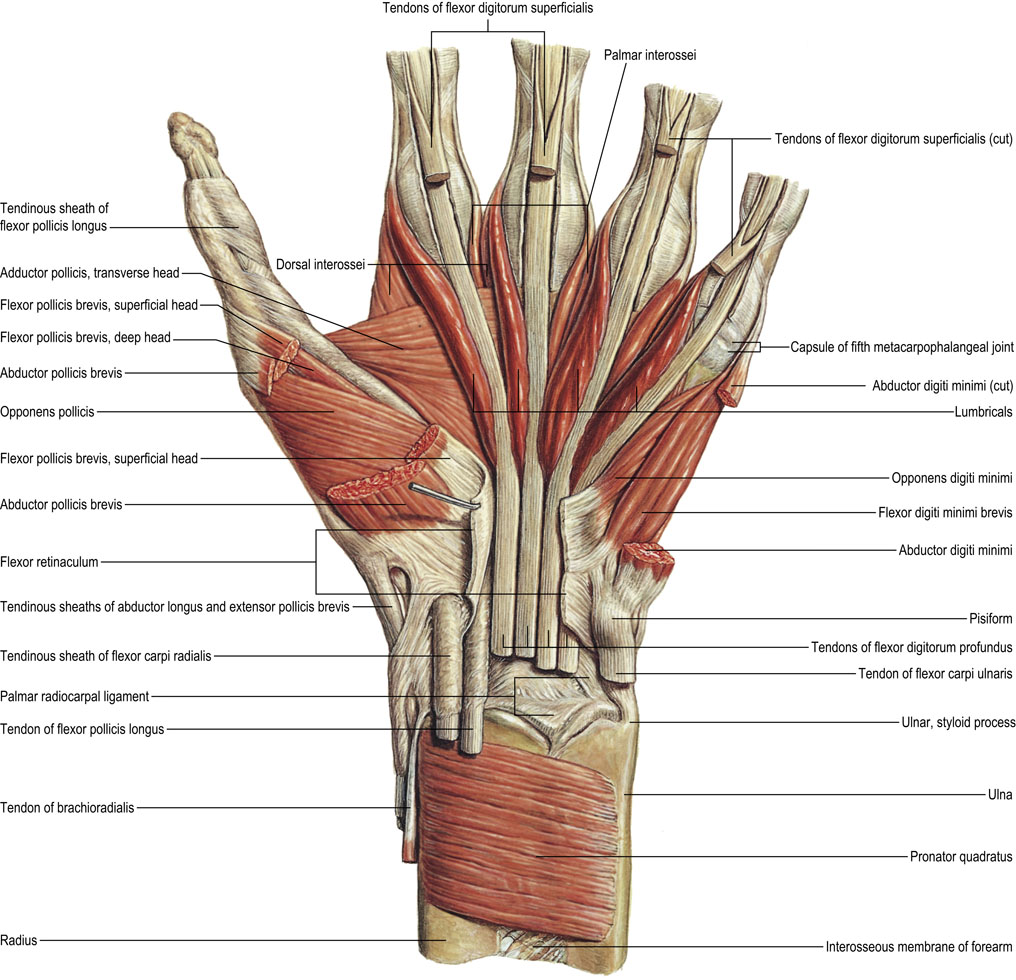 Tendons of flexor digitorum superficialis
Palmar interossei
Tendons of flexor digitorum superficialis (cut)
Tendinous sheath of
flexor pollicis longus
Dorsal interossei
Adductor pollicis, transverse head
Flexor pollicis brevis, superficial head
Flexor pollicis brevis, deep head
Capsule of fifth metacarpophalangeal joint
Abductor pollicis brevis
Abductor digiti minimi (cut)
Opponens pollicis
Lumbricals
Flexor pollicis brevis, superficial head
Opponens digiti minimi
Abductor pollicis brevis
Flexor digiti minimi brevis
Abductor digiti minimi
Flexor retinaculum
Tendinous sheaths of abductor longus and extensor pollicis brevis
Pisiform
Tendons of flexor digitorum profundus
Tendinous sheath of flexor carpi radialis
Tendon of flexor carpi ulnaris
Palmar radiocarpal ligament
Ulnar, styloid process
Tendon of flexor pollicis longus
Ulna
Tendon of brachioradialis
Pronator quadratus
Radius
Interosseous membrane of forearm